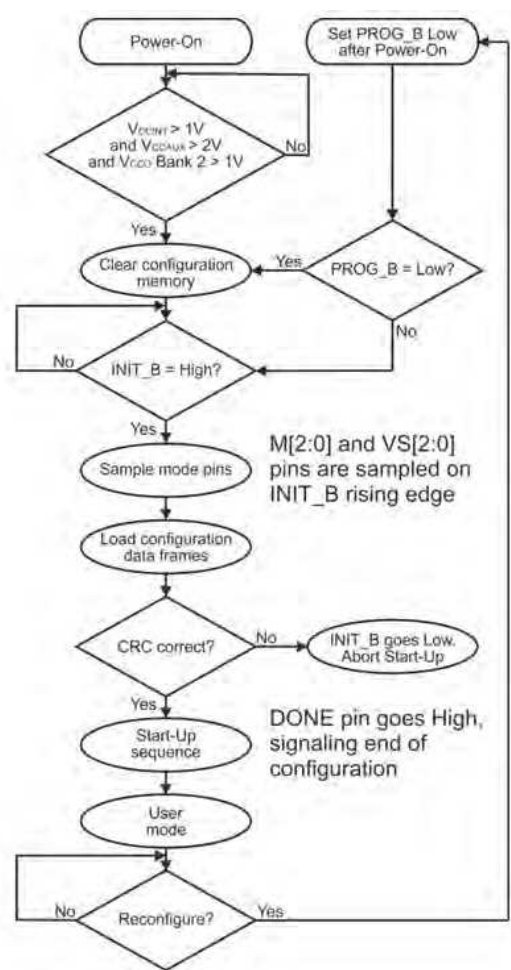 Power-On
Set PROG_B Low
after Power-On
VCCINT > 1V
and VCCAUX > 2V
and VCCO Bank 2 > 1V
No
Yes
Clear configuration
memory
Yes
PROG_B = Low?
No
INIT_B = High?
No
Yes
Sample mode pins
M[2:0] and VS[2:0]
pins are sampled on
INIT_B rising edge
Load configuration
data frames
CRC correct?
No
INIT_B goes Low.
Abort Start-Up
Yes
Start-Up
sequence
DONE pin goes High,
signaling end of
configuration
User
mode
No
Reconfigure?
Yes